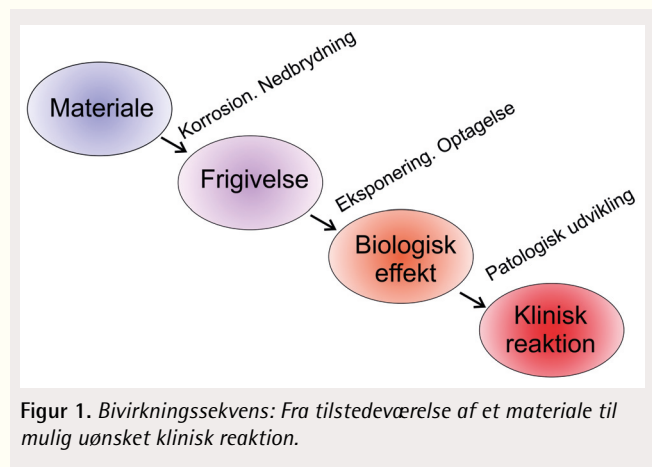 Materiale
Korrosion. Nedbrydning
Frigivelse
Eksponering. Optagelse
Biologisk
effekt
Patologisk udvikling
Klinisk
reaktion
Figur 1. Bivirkningssekvens: Fra tilstedeværelse af et materiale til
mulig uønsket klinisk reaktion.